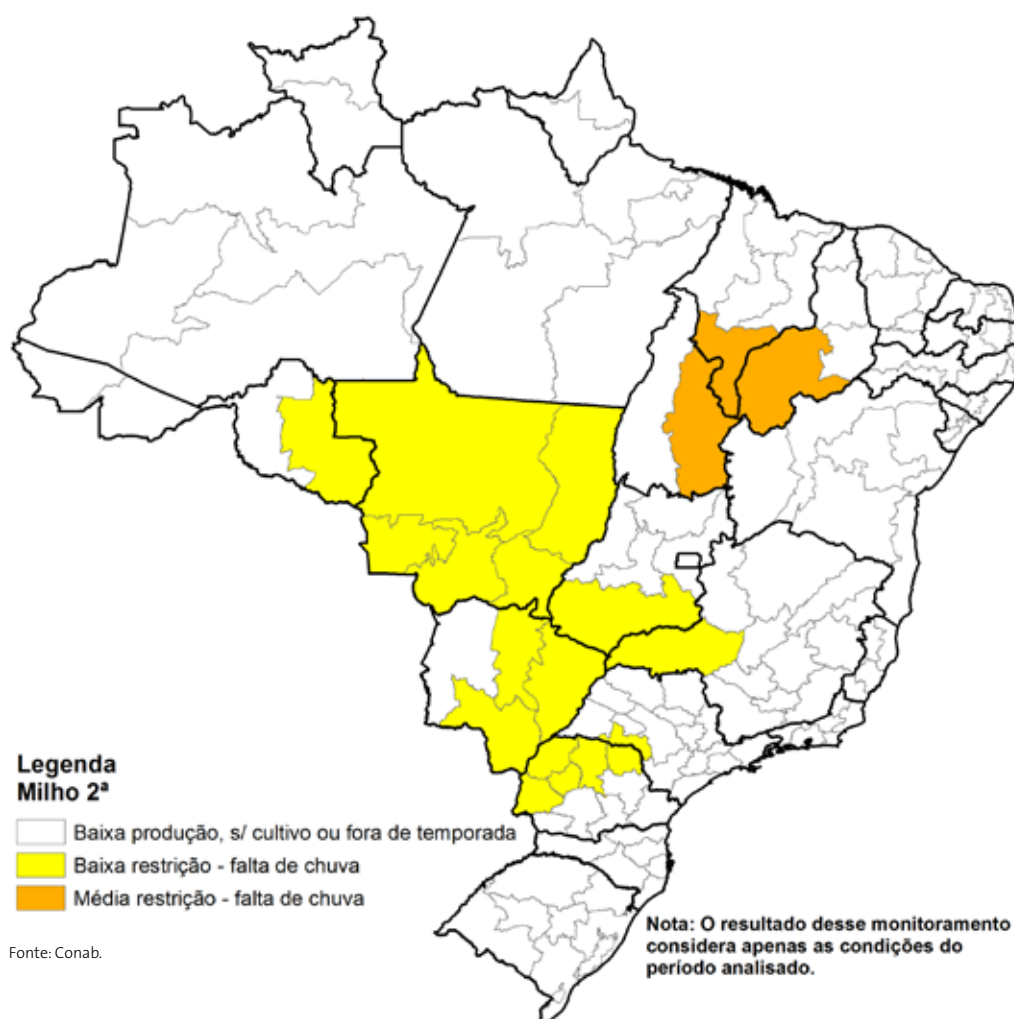 Legenda
Milho 2ª
Baixa produção, s/ cultivo ou fora de temporada
Baixa restrição - falta de chuva
Média restrição - falta de chuva
Fonte: Conab.
Nota: O resultado desse monitoramento
considera apenas as condições do
período analisado.